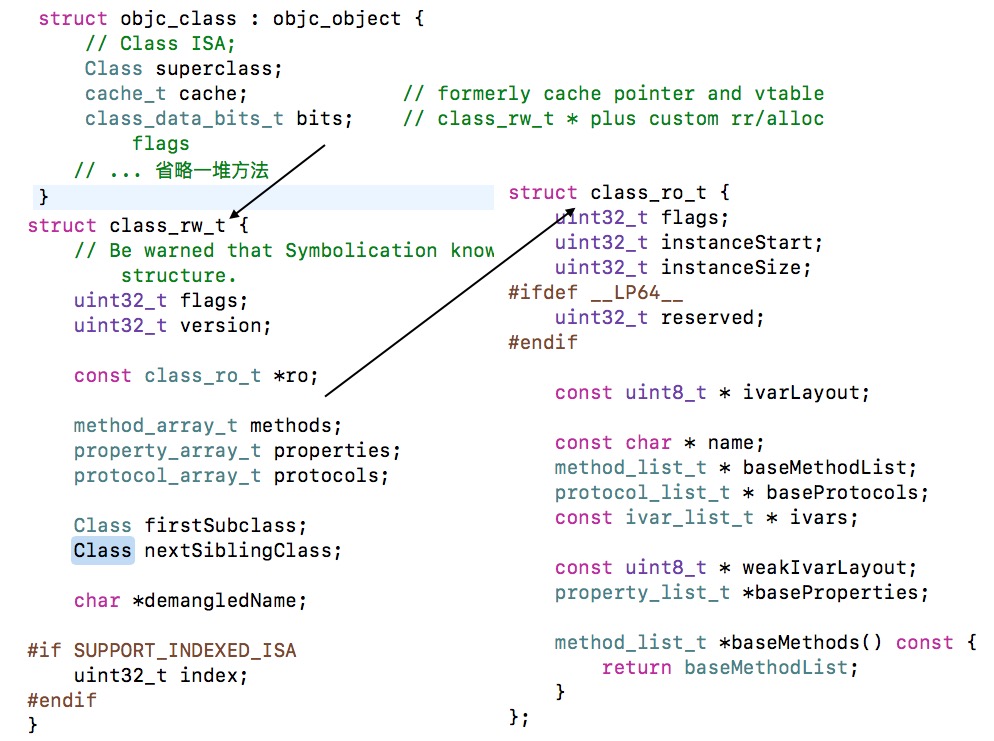 struct objc_class : objc_object {
// Class ISA;
Class superclass;
cache_t cache;             // formerly cache pointer and vtable
class_data_bits_t bits;    // class_rw_t * plus custom rr/alloc
flags
// ... 省略一堆方法
}
struct class_rw_t {
// Be warned that Symbolication know
structure.
uint32_t flags;
uint32_t version;
const class_ro_t *ro;
method_array_t methods;
property_array_t properties;
protocol_array_t protocols;
Class firstSubclass;
Class nextSiblingClass;
char *demangledName;
#if SUPPORT_INDEXED_ISA
uint32_t index;
#endif
}
struct class_ro_t {
uint32_t flags;
uint32_t instanceStart;
uint32_t instanceSize;
#ifdef __LP64__
uint32_t reserved;
#endif
const uint8_t * ivarLayout;
const char * name;
method_list_t * baseMethodList;
protocol_list_t * baseProtocols;
const ivar_list_t * ivars;
const uint8_t * weakIvarLayout;
property_list_t *baseProperties;
method_list_t *baseMethods() const {
return baseMethodList;
}
};